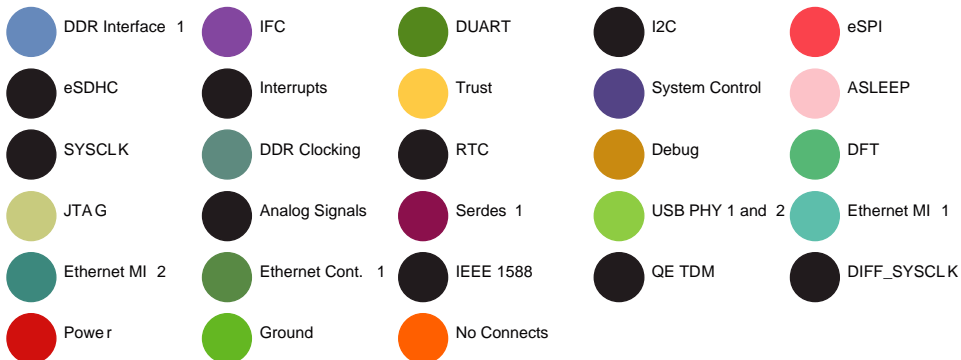 DDR Interface 1 IFC DUART I2C eSPI
eSDHC Interrupts Trust System Control ASLEEP
SYSCLK DDR Clocking RTC Debug DFT
JTAG Analog Signals Serdes 1 USB PHY 1 and 2 Ethernet MI 1
Ethernet MI 2 Ethernet Cont. 1 IEEE 1588 QE TDM DIFF_SYSCLK
Power Ground No Connects